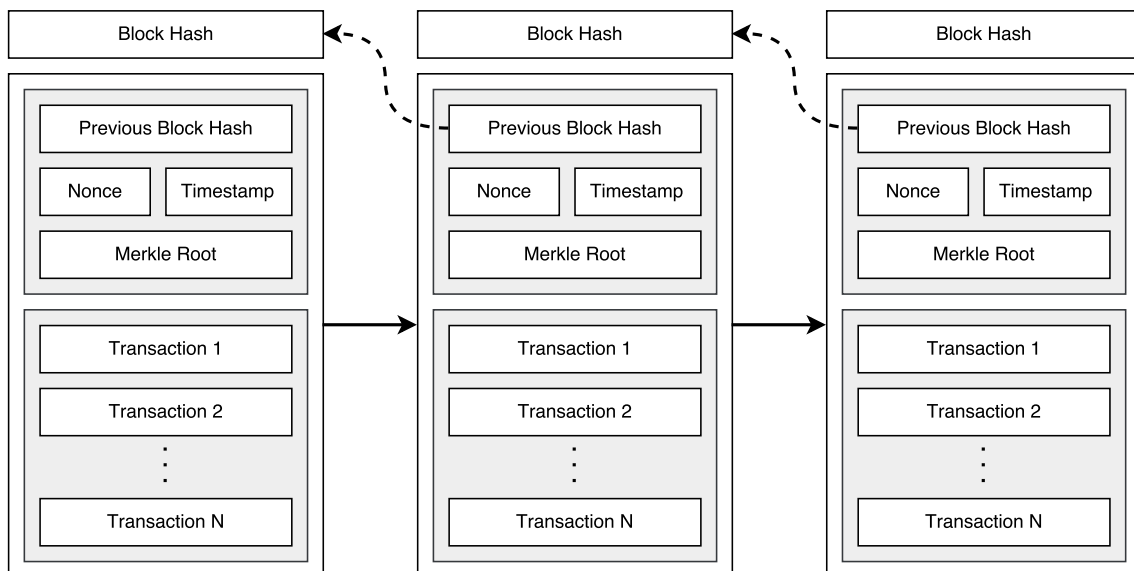 Block Hash
Previous Block Hash
Nonce
Timestamp
Merkle Root
Transaction 1
Transaction 2
Transaction N
Block Hash
Previous Block Hash
Nonce
Timestamp
Merkle Root
Transaction 1
Transaction 2
Transaction N
Block Hash
Previous Block Hash
Nonce
Timestamp
Merkle Root
Transaction 1
Transaction 2
Transaction N